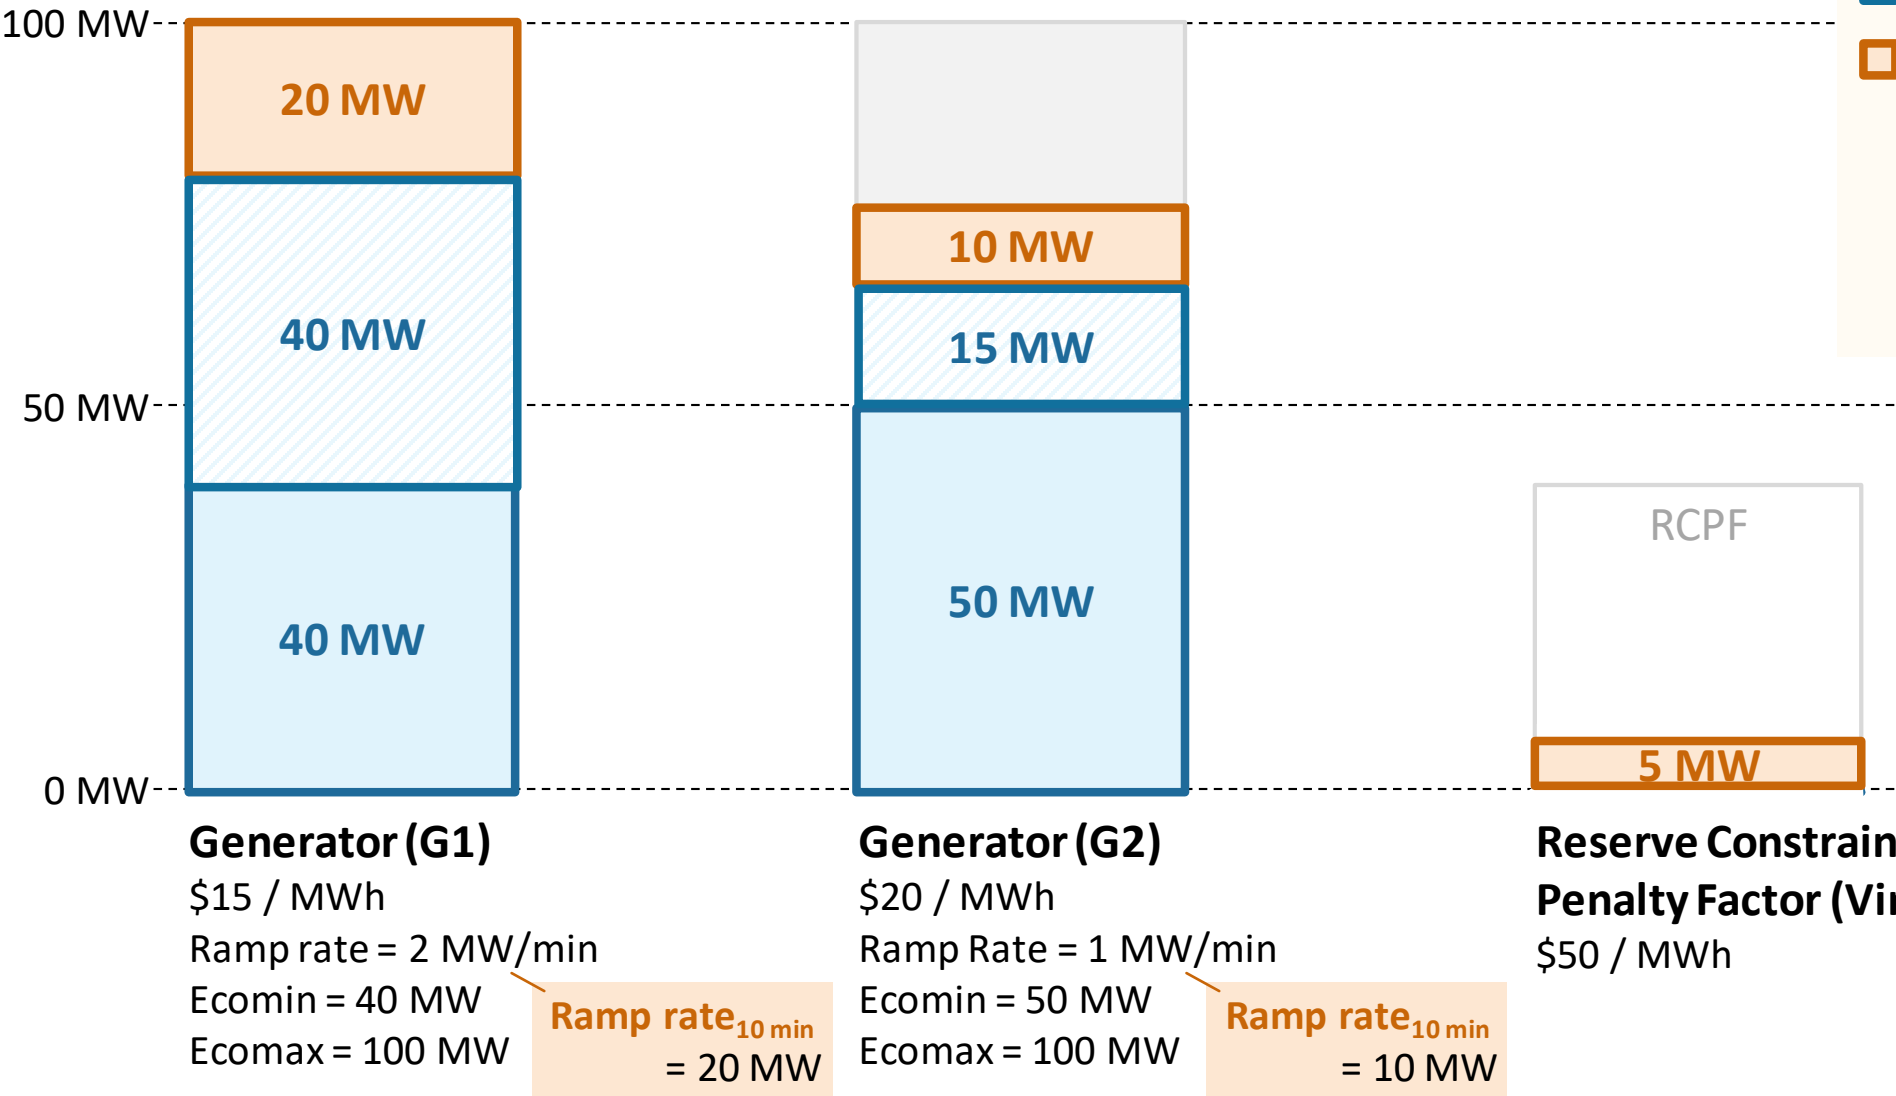 100 MW
20 MW
40 MW
40 MW
10 MW
15 MW
50 MW
50 MW
RCPF
5 MW
0 MW
Generator (G1)
$15 / MWh
Ramp rate = 2 MW/min
Ecomin = 40 MW
Ecomax = 100 MW
Ramp rate10 min
= 20 MW
Generator (G2)
$20 / MWh
Ramp Rate = 1 MW/min
Ecomin = 50 MW
Ecomax = 100 MW
Ramp rate10 min
= 10 MW
Reserve Constrain
Penalty Factor (Vi
$50 / MWh